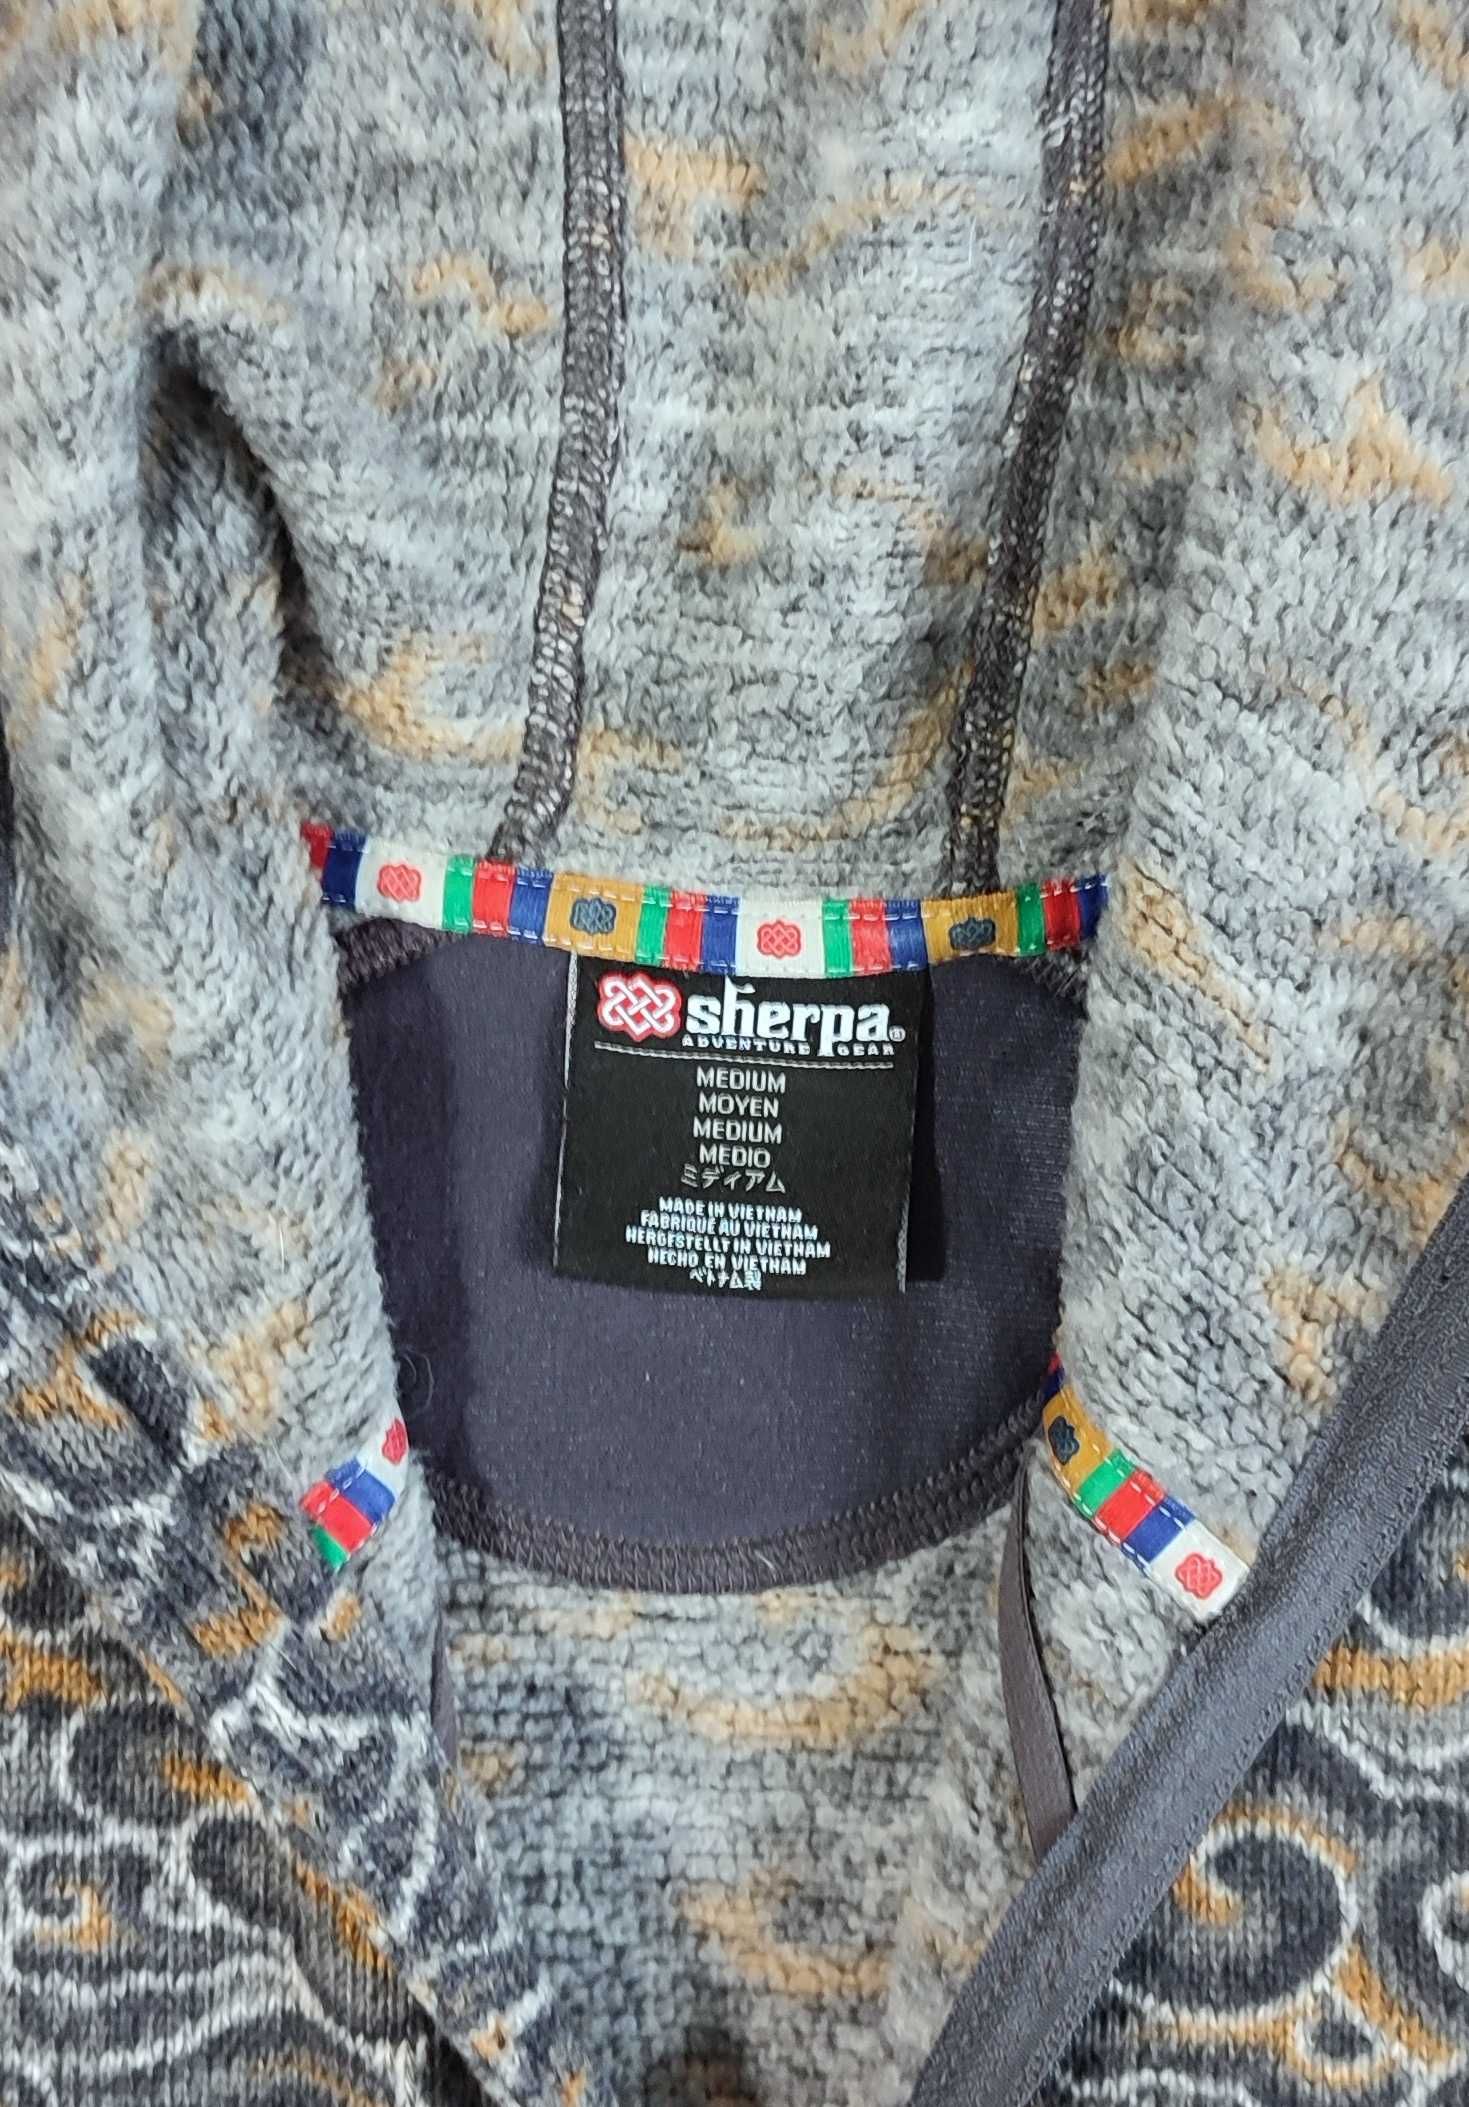 sherpa®
ADVENTURE GEAR
MEDIUM
MOYEN
MEDIUM
MEDIO
ミディアム
MADE IN VIETNAM
FABRIQUÉ AU VIETNAM
HERGESTELLT IN VIETNAM
HECHO EN VIETNAM
ベトナム製